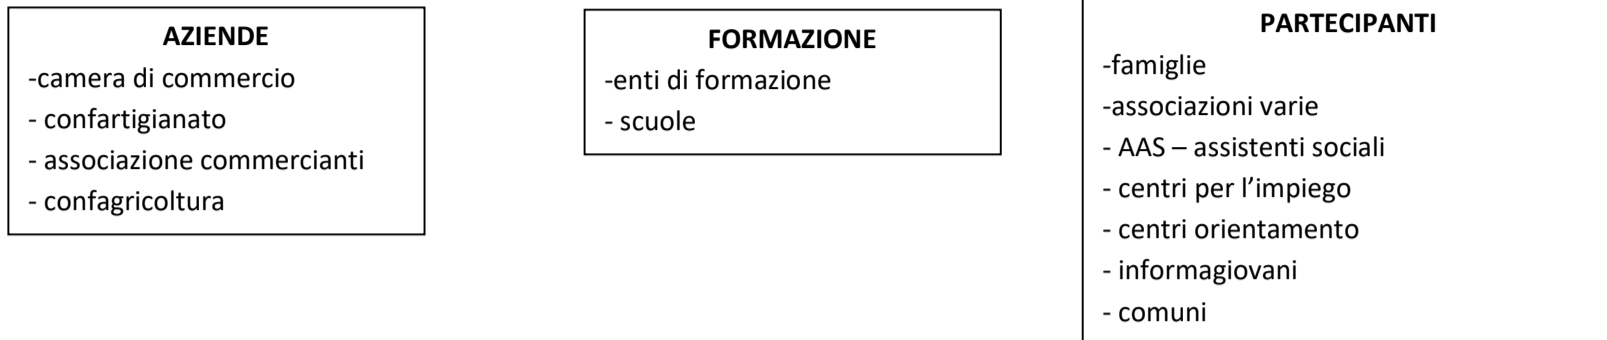 AZIENDE
-camera di commercio
- confartigianato
- associazione commercianti
- confagricoltura
FORMAZIONE
-enti di formazione
- scuole
PARTECIPANTI
-famiglie
-associazioni varie
- AAS – assistenti sociali
- centri per l’impiego
- centri orientamento
- informagiovani
- comuni